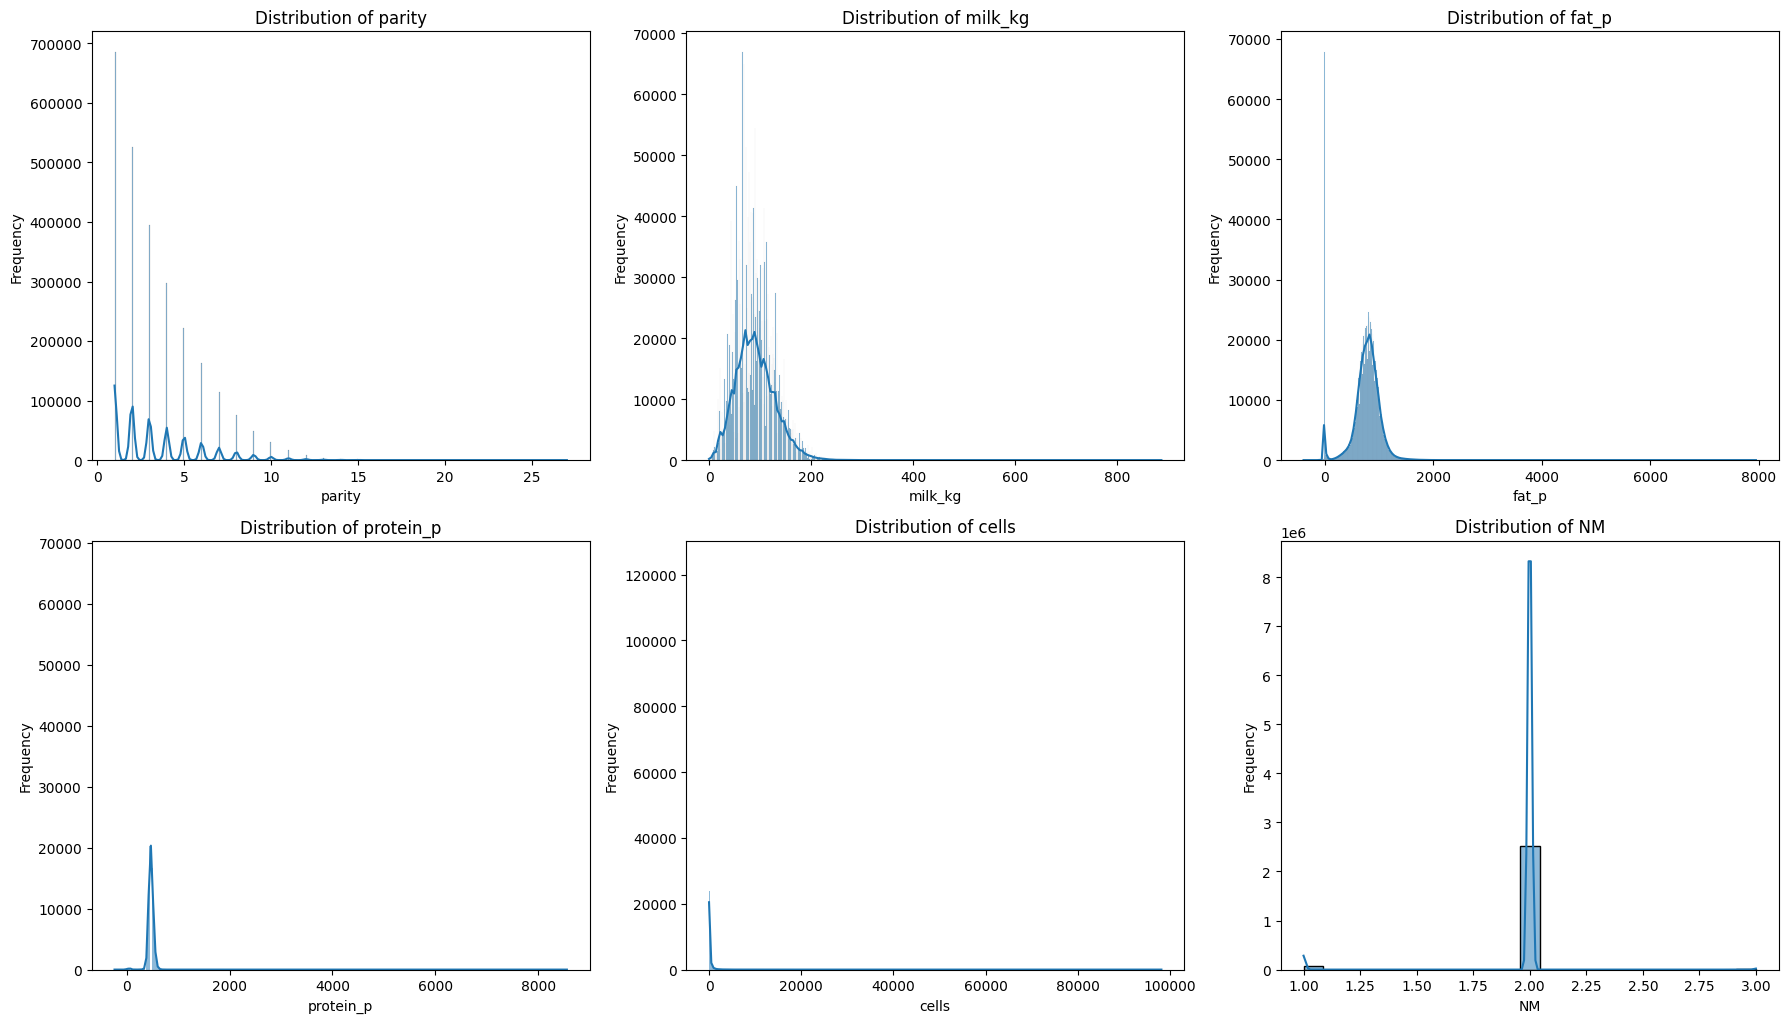 Distribution of parity
700000
600000
500000
400000
300000
200000
100000
0
Frequency
0 5 10 15 20 25
parity
Distribution of milk_kg
70000
60000
50000
40000
30000
20000
10000
0
Frequency
0 200 400 600 800
milk_kg
Distribution of fat_p
70000
60000
50000
40000
30000
20000
10000
0
Frequency
0 2000 4000 6000 8000
fat_p
Distribution of protein_p
70000
60000
50000
40000
30000
20000
10000
0
Frequency
0 2000 4000 6000 8000
protein_p
Distribution of cells
120000
100000
80000
60000
40000
20000
0
Frequency
0 20000 40000 60000 80000 100000
cells
Distribution of NM
1e6
8
7
6
5
4
3
2
1
0
Frequency
1.00 1.25 1.50 1.75 2.00 2.25 2.50 2.75 3.00
NM